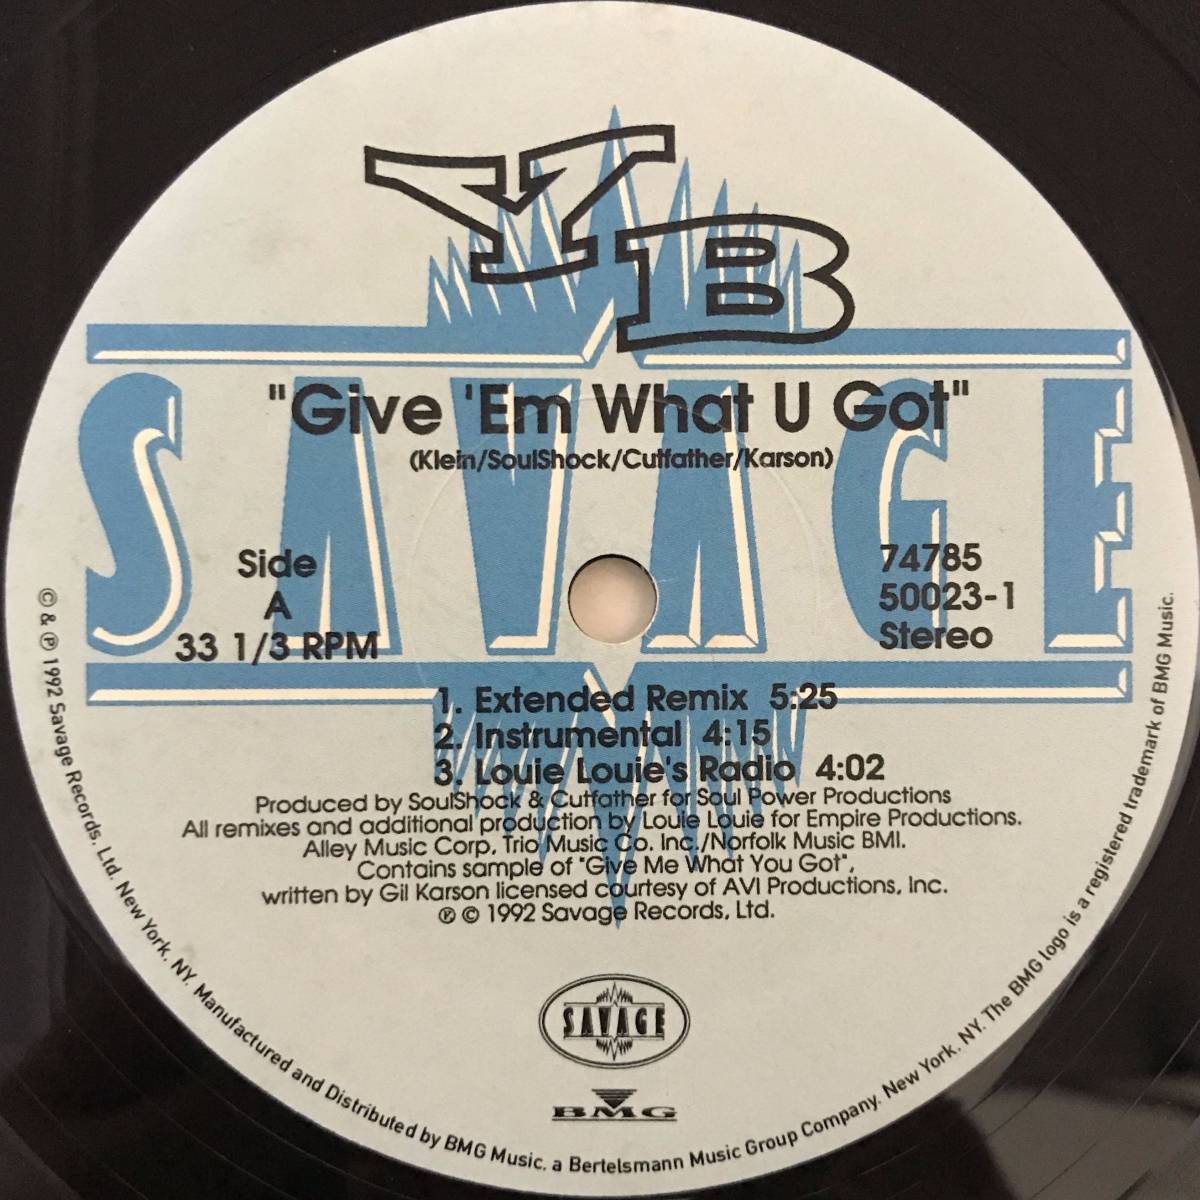 YB
SAVAGE
"Give 'Em What U Got"
(Klein/SoulShock/Cutfather/Karson)
Side
A
33 1/3 RPM
74785
50023-1
Stereo
1. Extended Remix 5:25
2. Instrumental 4:15
3. Louie Louie's Radio 4:02
Produced by SoulShock & Cutfather for Soul Power Productions
All remixes and additional production by Louie Louie for Empire Productions.
Alley Music Corp, Trio Music Co. Inc./Norfolk Music BMI.
Contains sample of "Give Me What You Got",
written by Gil Karson licensed courtesy of AVI Productions, Inc.
℗ © 1992 Savage Records, Ltd.
SAVAGE
BMG
© & ℗ 1992 Savage Records, Ltd. New York, NY. Manufactured and Distributed by BMG Music, a Bertelsmann Music Group Company. New York, NY. The BMG logo is a registered trademark of BMG Music.